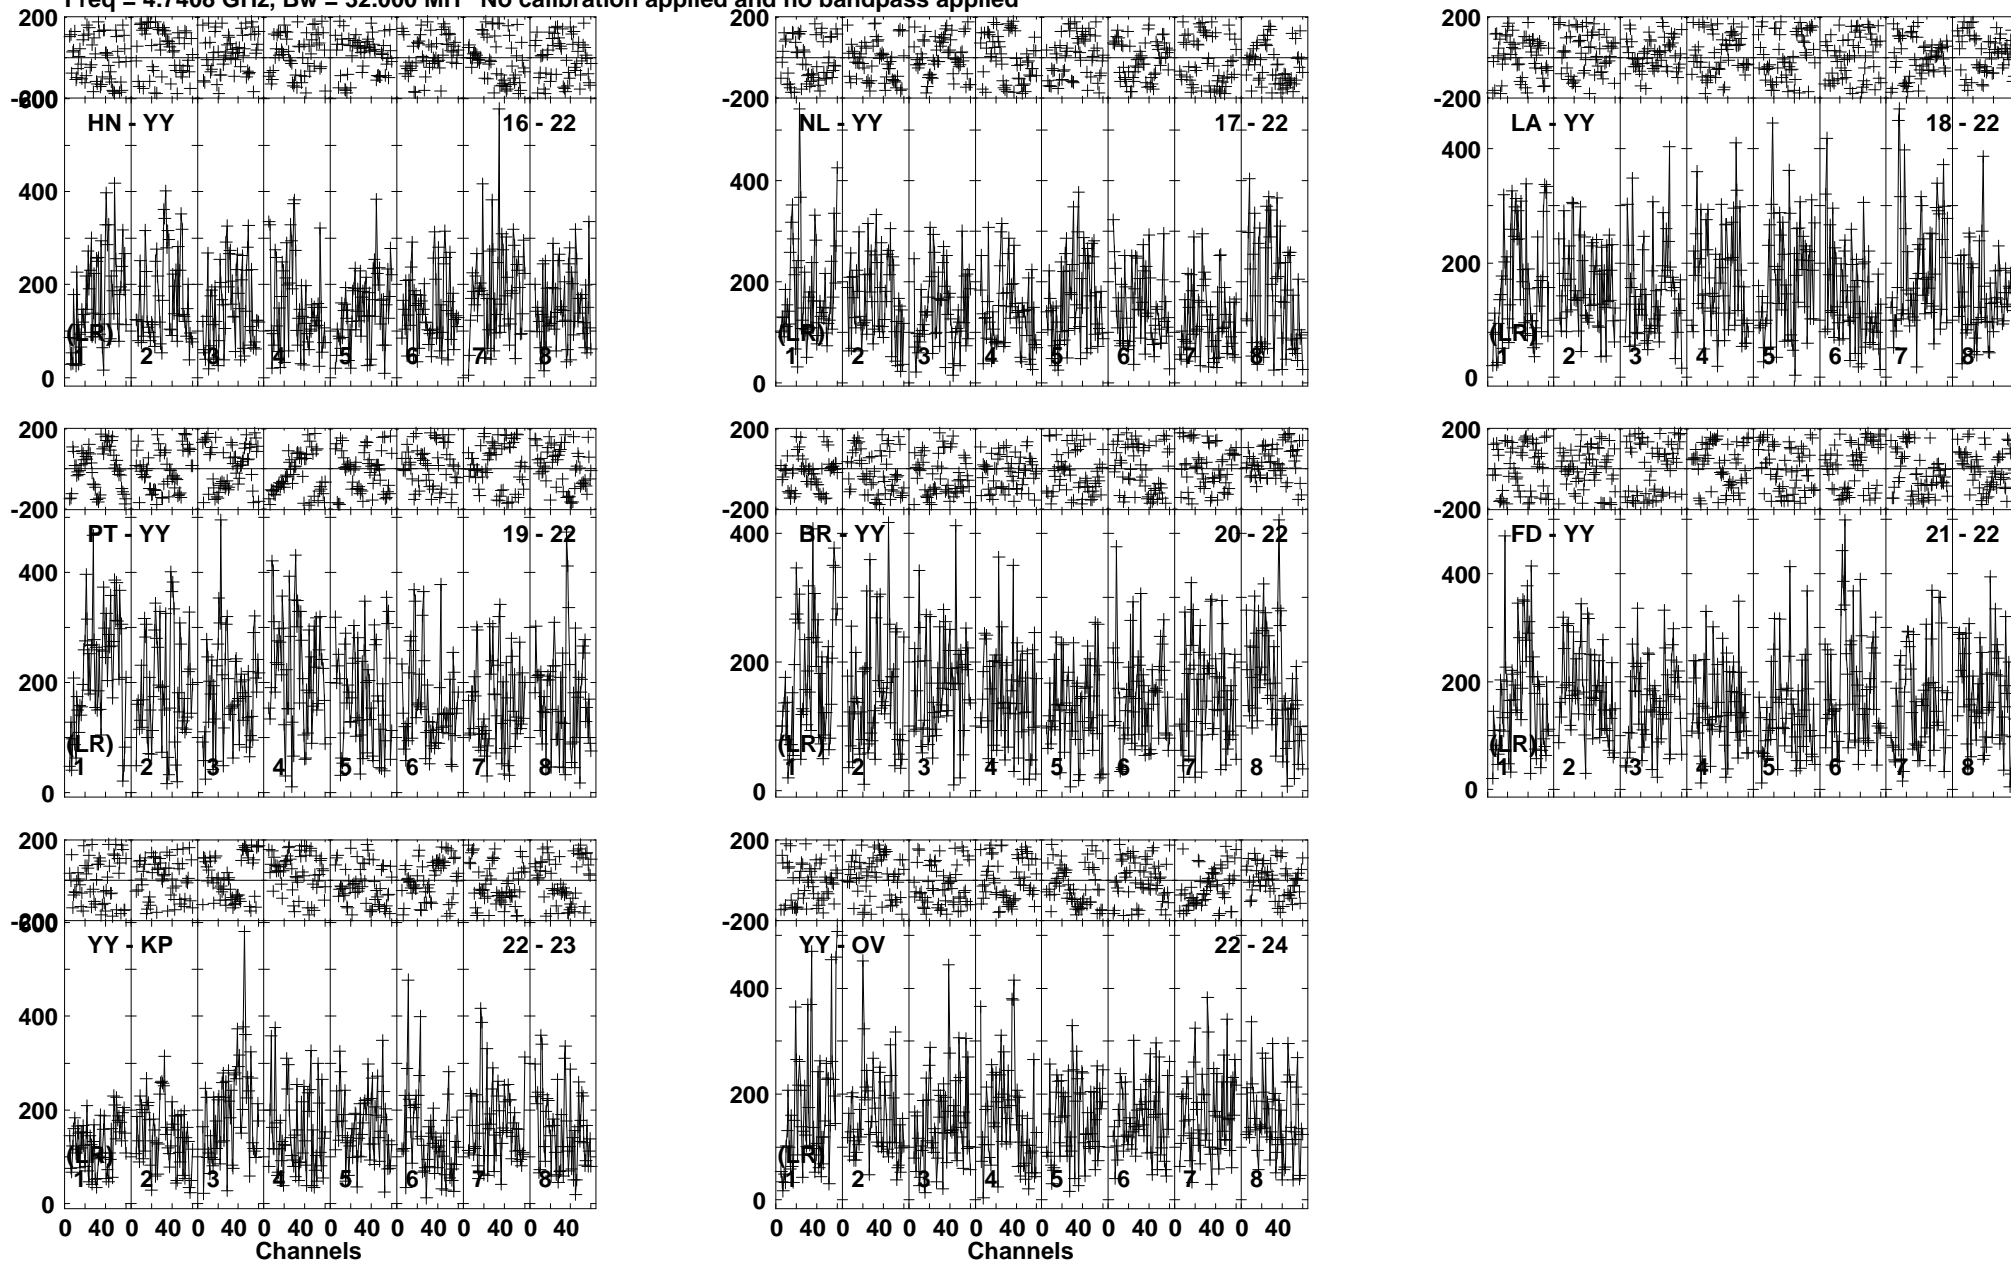 Freq = 4.7408 GHz, Bw = 32.000 MH No calibration applied and no bandpass applied
200 200 200
-200 -200
HN - YY 16 - 22 NL - YY 17 - 22 LA - YY 18 - 22
400 400 400
200 200 200
(LR) (LR) (LR)
1 2 3 4 5 6 7 8 1 2 3 4 5 6 7 8 1 2 3 4 5 6 7 8
0 0 0
200 200 200
-200 -200 -200
PT - YY 19 - 22 BR - YY 20 - 22 FD - YY 21 - 22
400 400 400
200 200 200
(LR) (LR) (LR)
1 2 3 4 5 6 7 8 1 2 3 4 5 6 7 8 1 2 3 4 5 6 7 8
0 0 0
200 200
-200
YY - KP 22 - 23 YY - OV 22 - 24
400 400
200 200
(LR) (LR)
1 2 3 4 5 6 7 8 1 2 3 4 5 6 7 8
0 0
0 40 0 40 0 40 0 40 0 40 0 40 0 40 0 40 0 40 0 40 0 40 0 40 0 40 0 40 0 40 0 40
Channels Channels